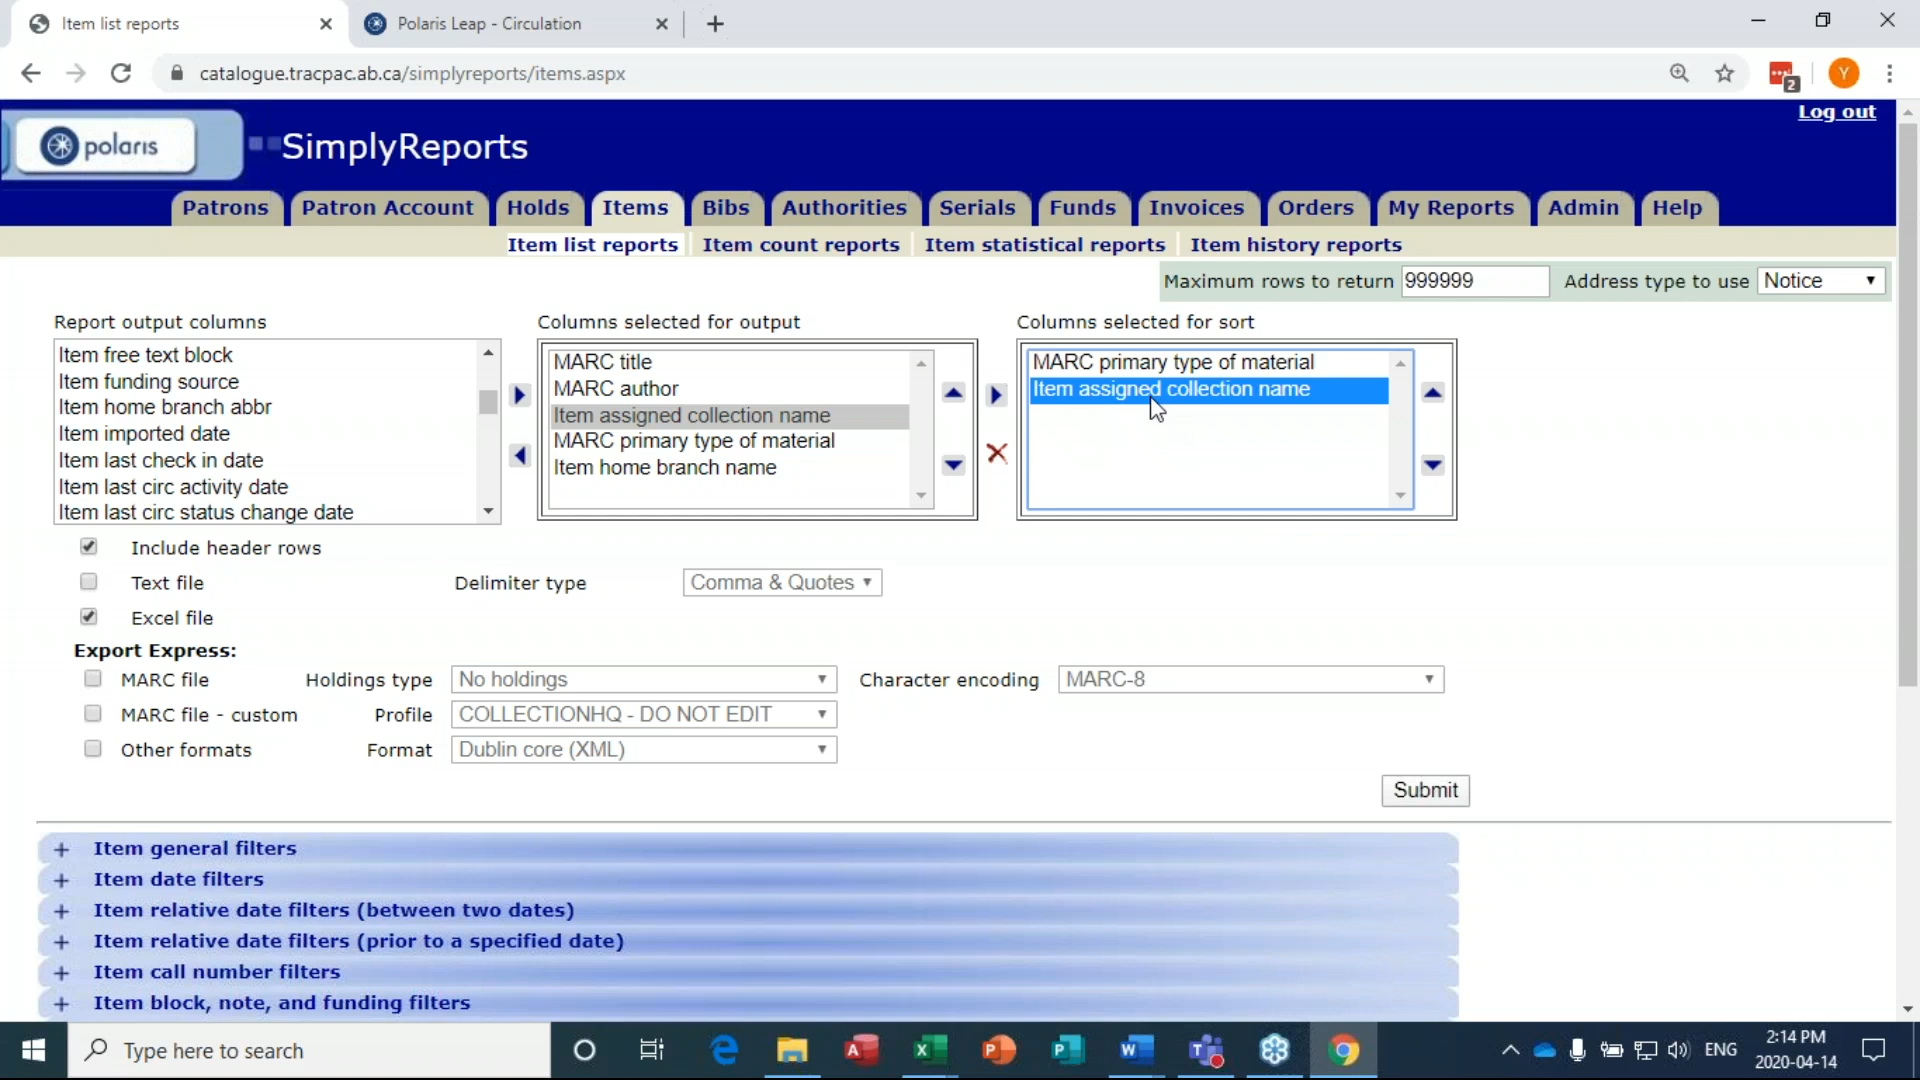 Item list reports
Polaris Leap - Circulation
catalogue.tracpac.ab.ca/simplyreports/items.aspx
2
Y
Log out
polaris
SimplyReports
Patrons
Patron Account
Holds
Items
Bibs
Authorities
Serials
Funds
Invoices
Orders
My Reports
Admin
Help
Item list reports
Item count reports
Item statistical reports
Item history reports
Maximum rows to return 999999
Address type to use Notice
Report output columns
Item free text block
Item funding source
Item home branch abbr
Item imported date
Item last check in date
Item last circ activity date
Item last circ status change date
Columns selected for output
MARC title
MARC author
Item assigned collection name
MARC primary type of material
Item home branch name
Columns selected for sort
MARC primary type of material
Item assigned collection name
Include header rows
Text file Delimiter type Comma & Quotes
Excel file
Export Express:
MARC file Holdings type No holdings Character encoding MARC-8
MARC file - custom Profile COLLECTIONHQ - DO NOT EDIT
Other formats Format Dublin core (XML)
Submit
+ Item general filters
+ Item date filters
+ Item relative date filters (between two dates)
+ Item relative date filters (prior to a specified date)
+ Item call number filters
+ Item block, note, and funding filters
Type here to search
ENG
2:14 PM
2020-04-14